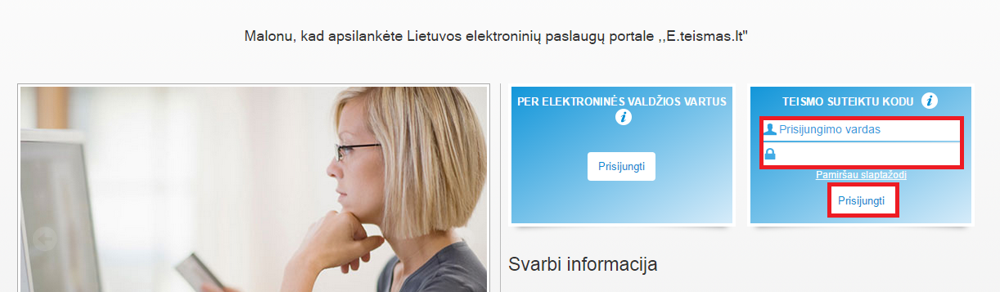 Malonu, kad apsilankėte Lietuvos elektroninių paslaugų portale ,,E.teismas.lt"
PER ELEKTRONINĖS VALDŽIOS VARTUS
i
Prisijungti
TEISMO SUTEIKTU KODU i
Prisijungimo vardas
Pamiršau slaptažodį
Prisijungti
Svarbi informacija